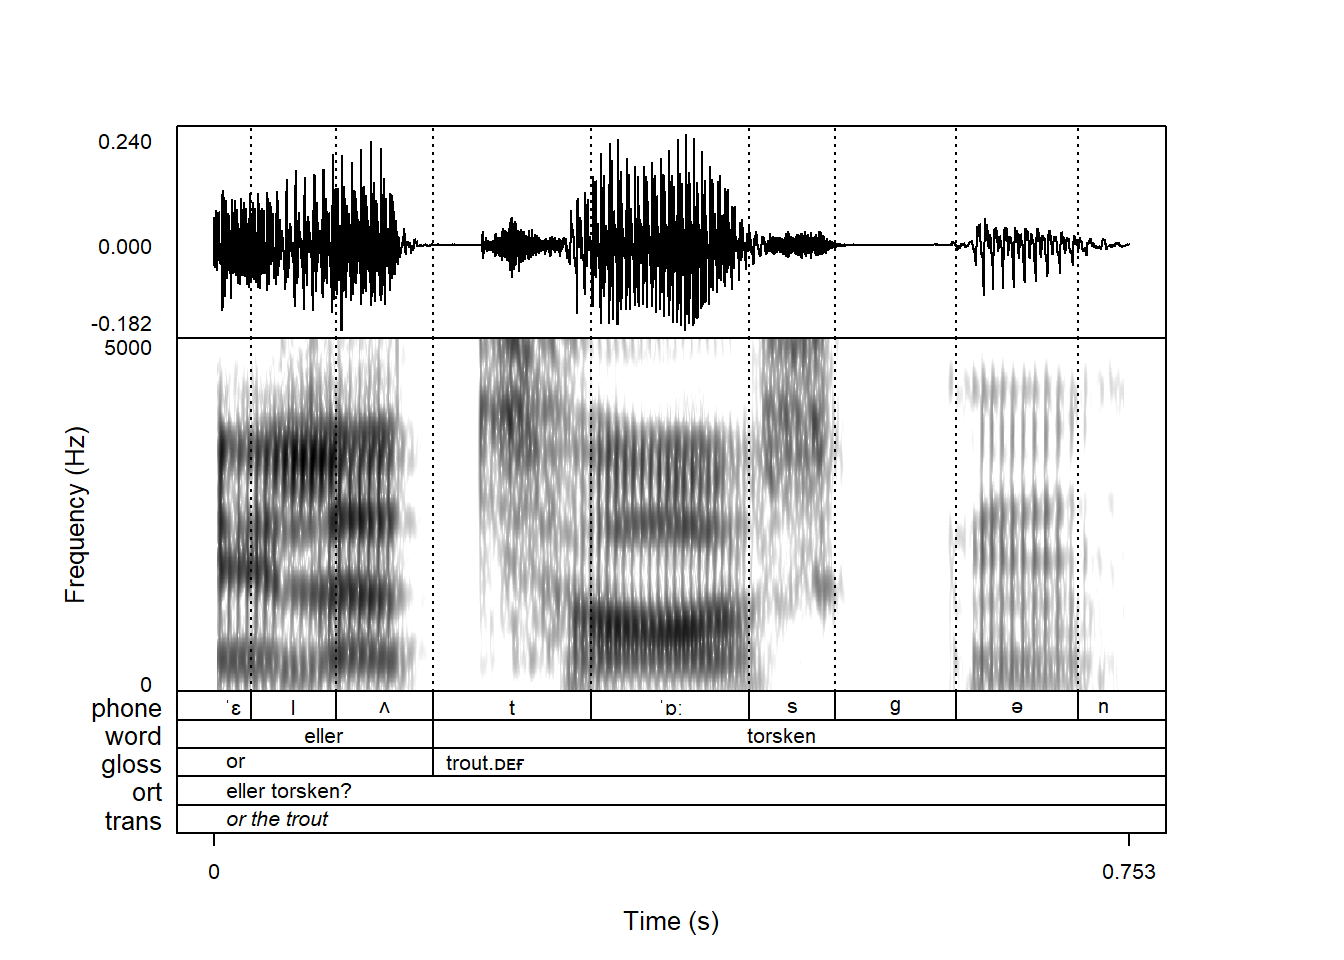 0.240
0.000
-0.182
5000
Frequency (Hz)
0
phone ˈɛ l ʌ t ˈɒː s g ə n
word eller torsken
gloss or trout.ᴅᴇꜰ
ort eller torsken?
trans or the trout
0 0.753
Time (s)